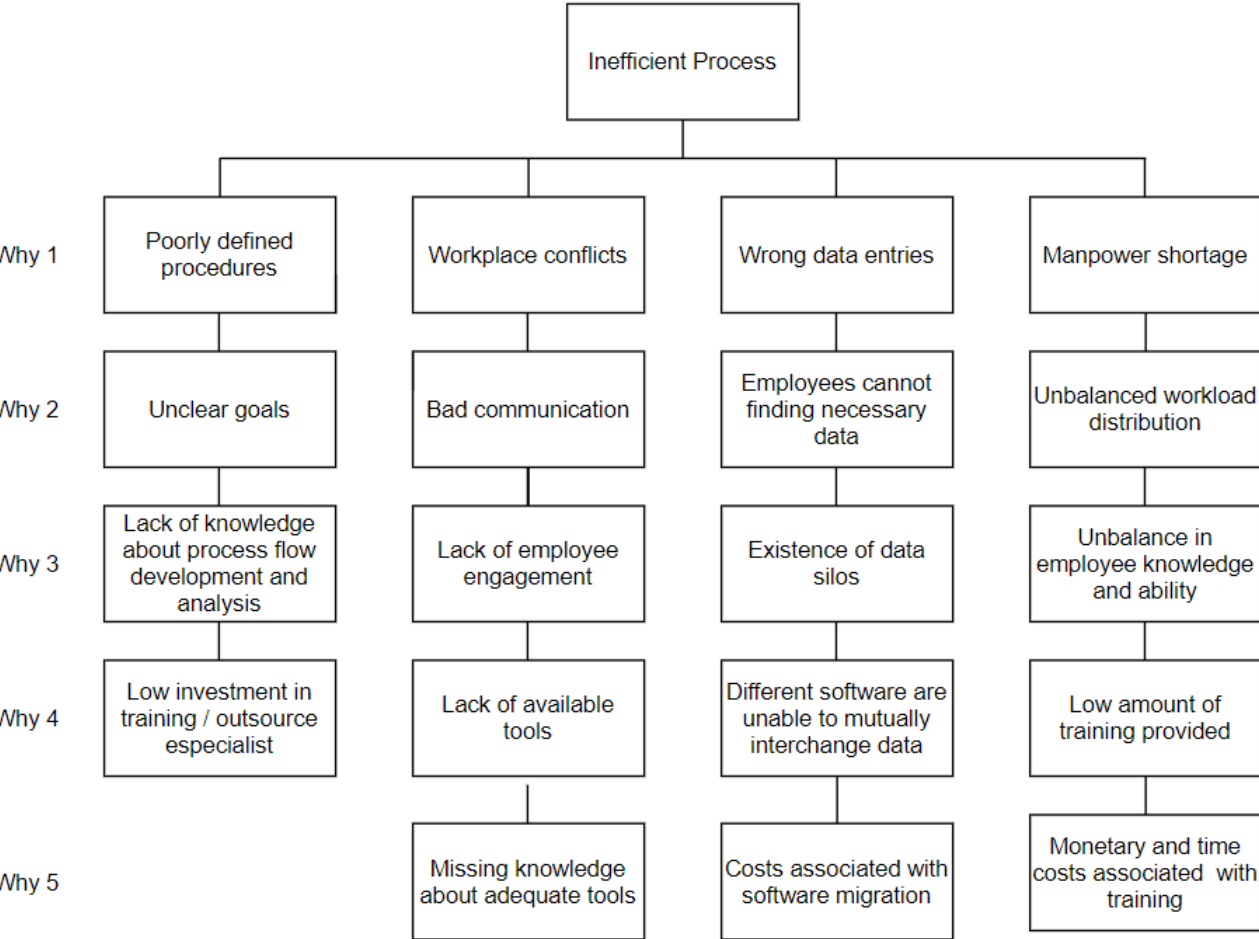 Inefficient Process
Why 1
Poorly defined
procedures
Workplace conflicts
Wrong data entries
Manpower shortage
Why 2
Unclear goals
Bad communication
Employees cannot
finding necessary
data
Unbalanced workload
distribution
Why 3
Lack of knowledge
about process flow
development and
analysis
Lack of employee
engagement
Existence of data
silos
Unbalance in
employee knowledge
and ability
Why 4
Low investment in
training / outsource
especialist
Lack of available
tools
Different software are
unable to mutually
interchange data
Low amount of
training provided
Why 5
Missing knowledge
about adequate tools
Costs associated with
software migration
Monetary and time
costs associated with
training